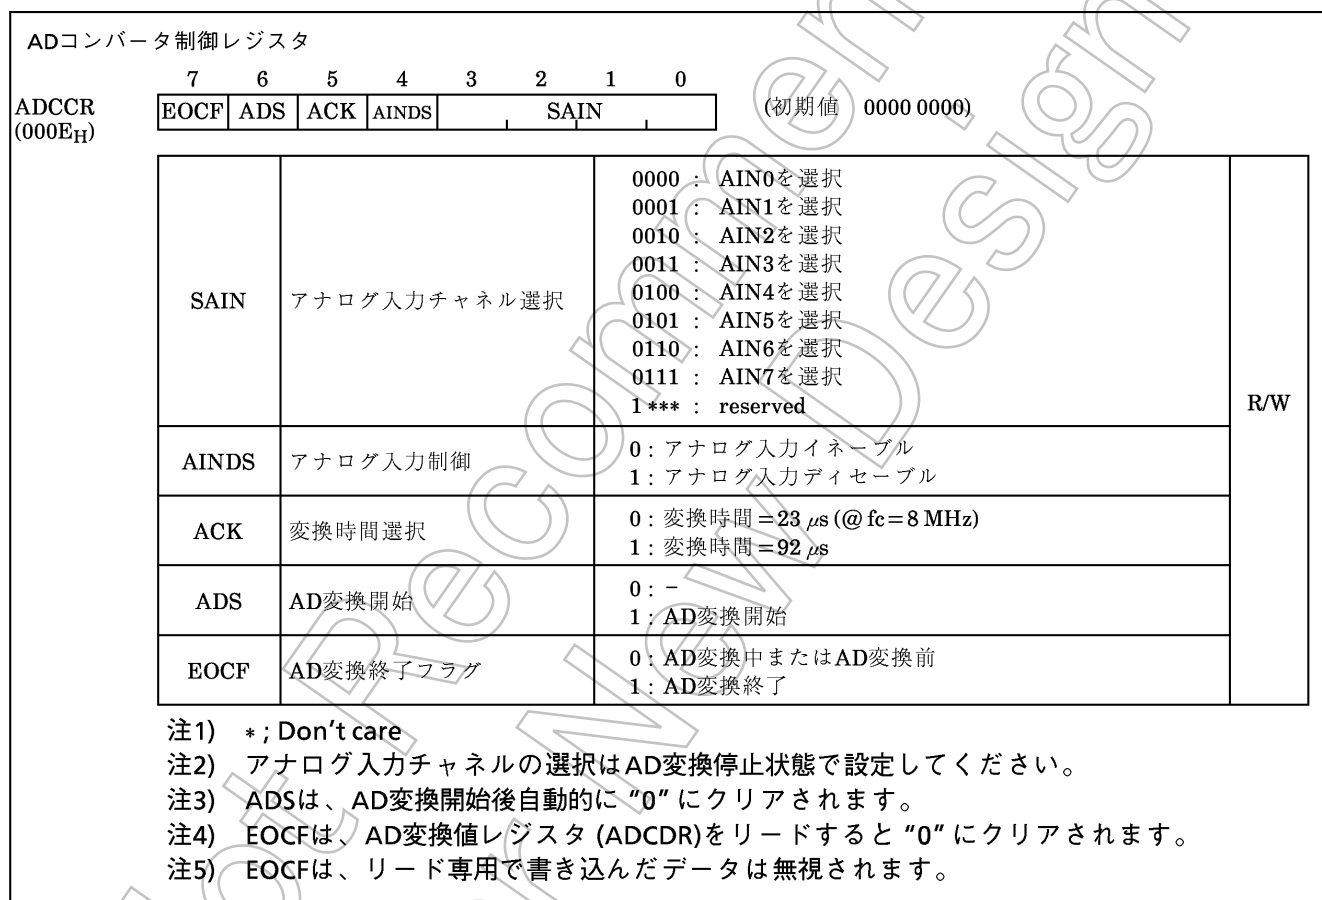 ADコンバータ制御レジスタ
7 6 5 4 3 2 1 0
ADCCR
(000EH)
EOCF ADS ACK AINDS SAIN
(初期値 0000 0000)
SAIN
アナログ入力チャネル選択
0000 : AIN0を選択
0001 : AIN1を選択
0010 : AIN2を選択
0011 : AIN3を選択
0100 : AIN4を選択
0101 : AIN5を選択
0110 : AIN6を選択
0111 : AIN7を選択
1*** : reserved
R/W
AINDS
アナログ入力制御
0 : アナログ入力イネーブル
1 : アナログ入力ディセーブル
ACK
変換時間選択
0 : 変換時間=23 μs (@ fc=8 MHz)
1 : 変換時間=92 μs
ADS
AD変換開始
0 : −
1 : AD変換開始
EOCF
AD変換終了フラグ
0 : AD変換中またはAD変換前
1 : AD変換終了
注1) * ; Don't care
注2) アナログ入力チャネルの選択はAD変換停止状態で設定してください。
注3) ADSは、AD変換開始後自動的に “0” にクリアされます。
注4) EOCFは、AD変換値レジスタ (ADCDR)をリードすると “0” にクリアされます。
注5) EOCFは、リード専用で書き込んだデータは無視されます。